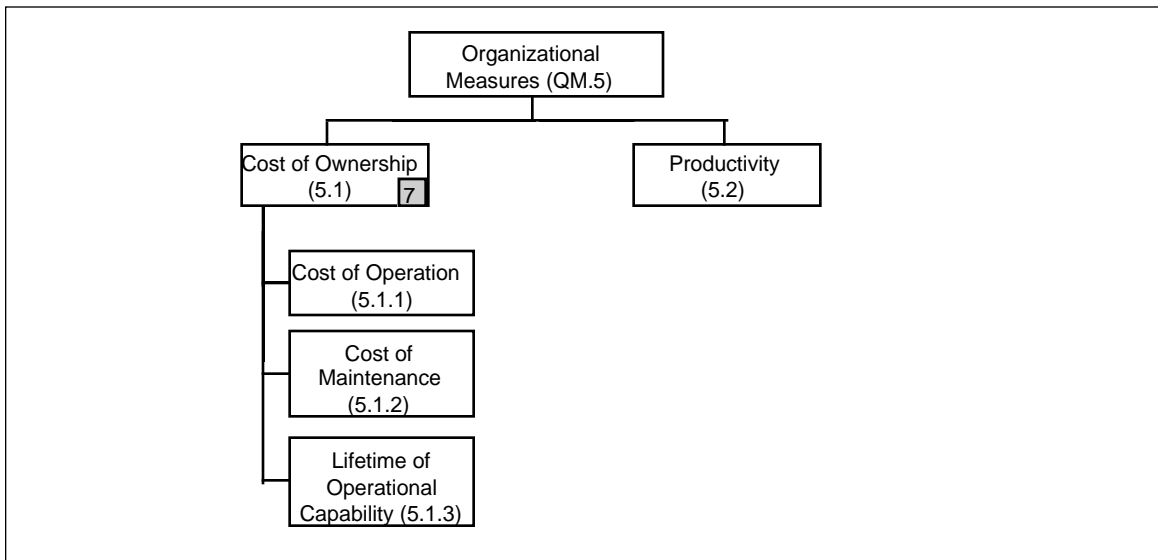 Organizational
Measures (QM.5)
Cost of Ownership
(5.1)
7
Productivity
(5.2)
Cost of Operation
(5.1.1)
Cost of
Maintenance
(5.1.2)
Lifetime of
Operational
Capability (5.1.3)